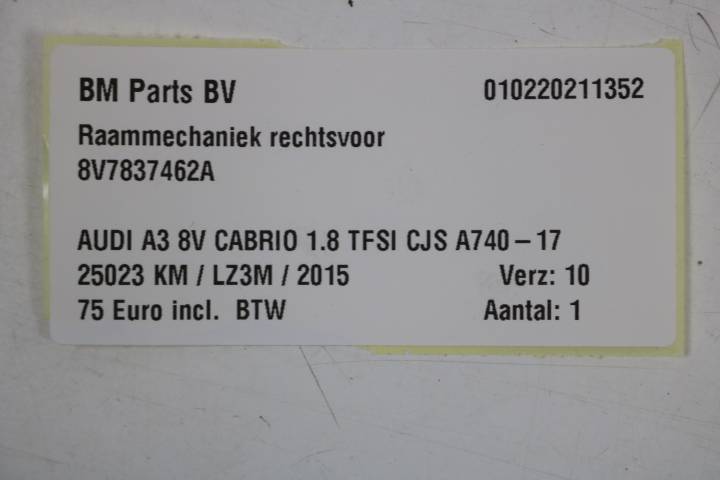 BM Parts BV 010220211352
Raammechaniek rechtsvoor
8V7837462A
AUDI A3 8V CABRIO 1.8 TFSI CJS A740 – 17
25023 KM / LZ3M / 2015 Verz: 10
75 Euro incl. BTW Aantal: 1